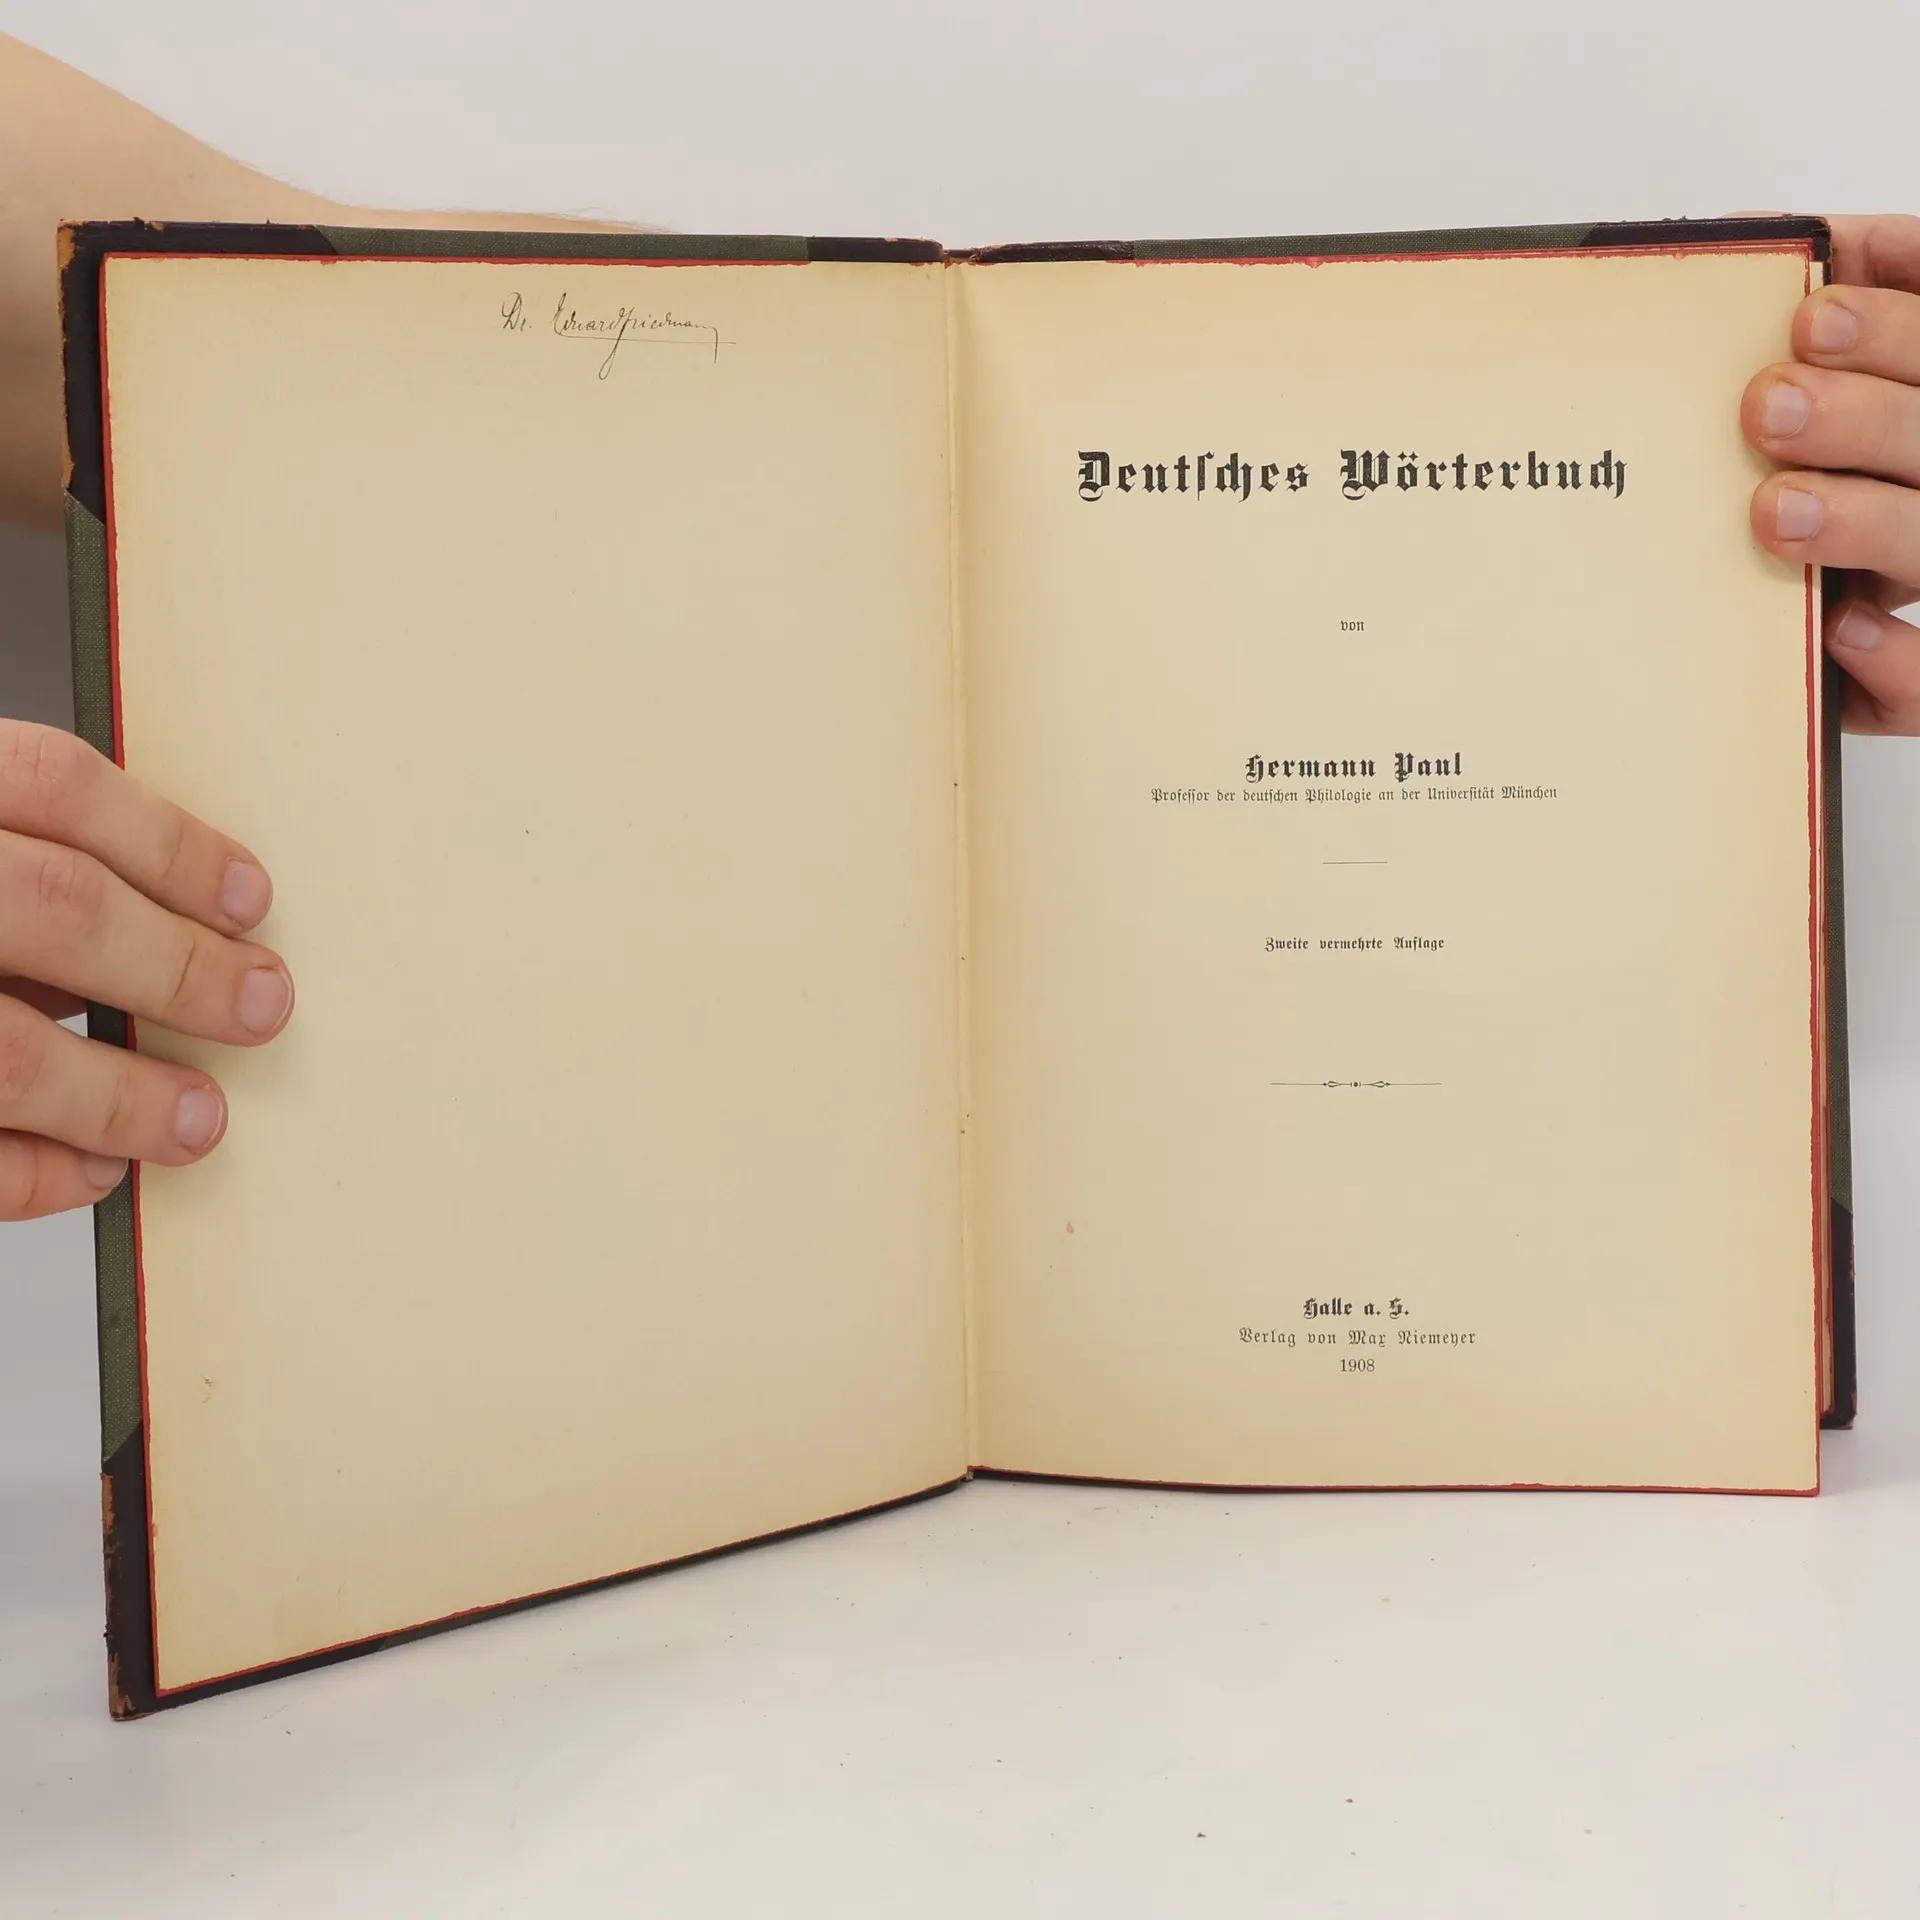 Dr. Eduard Friedmann
Deutſches Wörterbuch
von
Hermann Paul
Profeſſor der deutſchen Philologie an der Univerſität München
Zweite vermehrte Auflage
Halle a. S.
Verlag von Max Niemeyer
1908